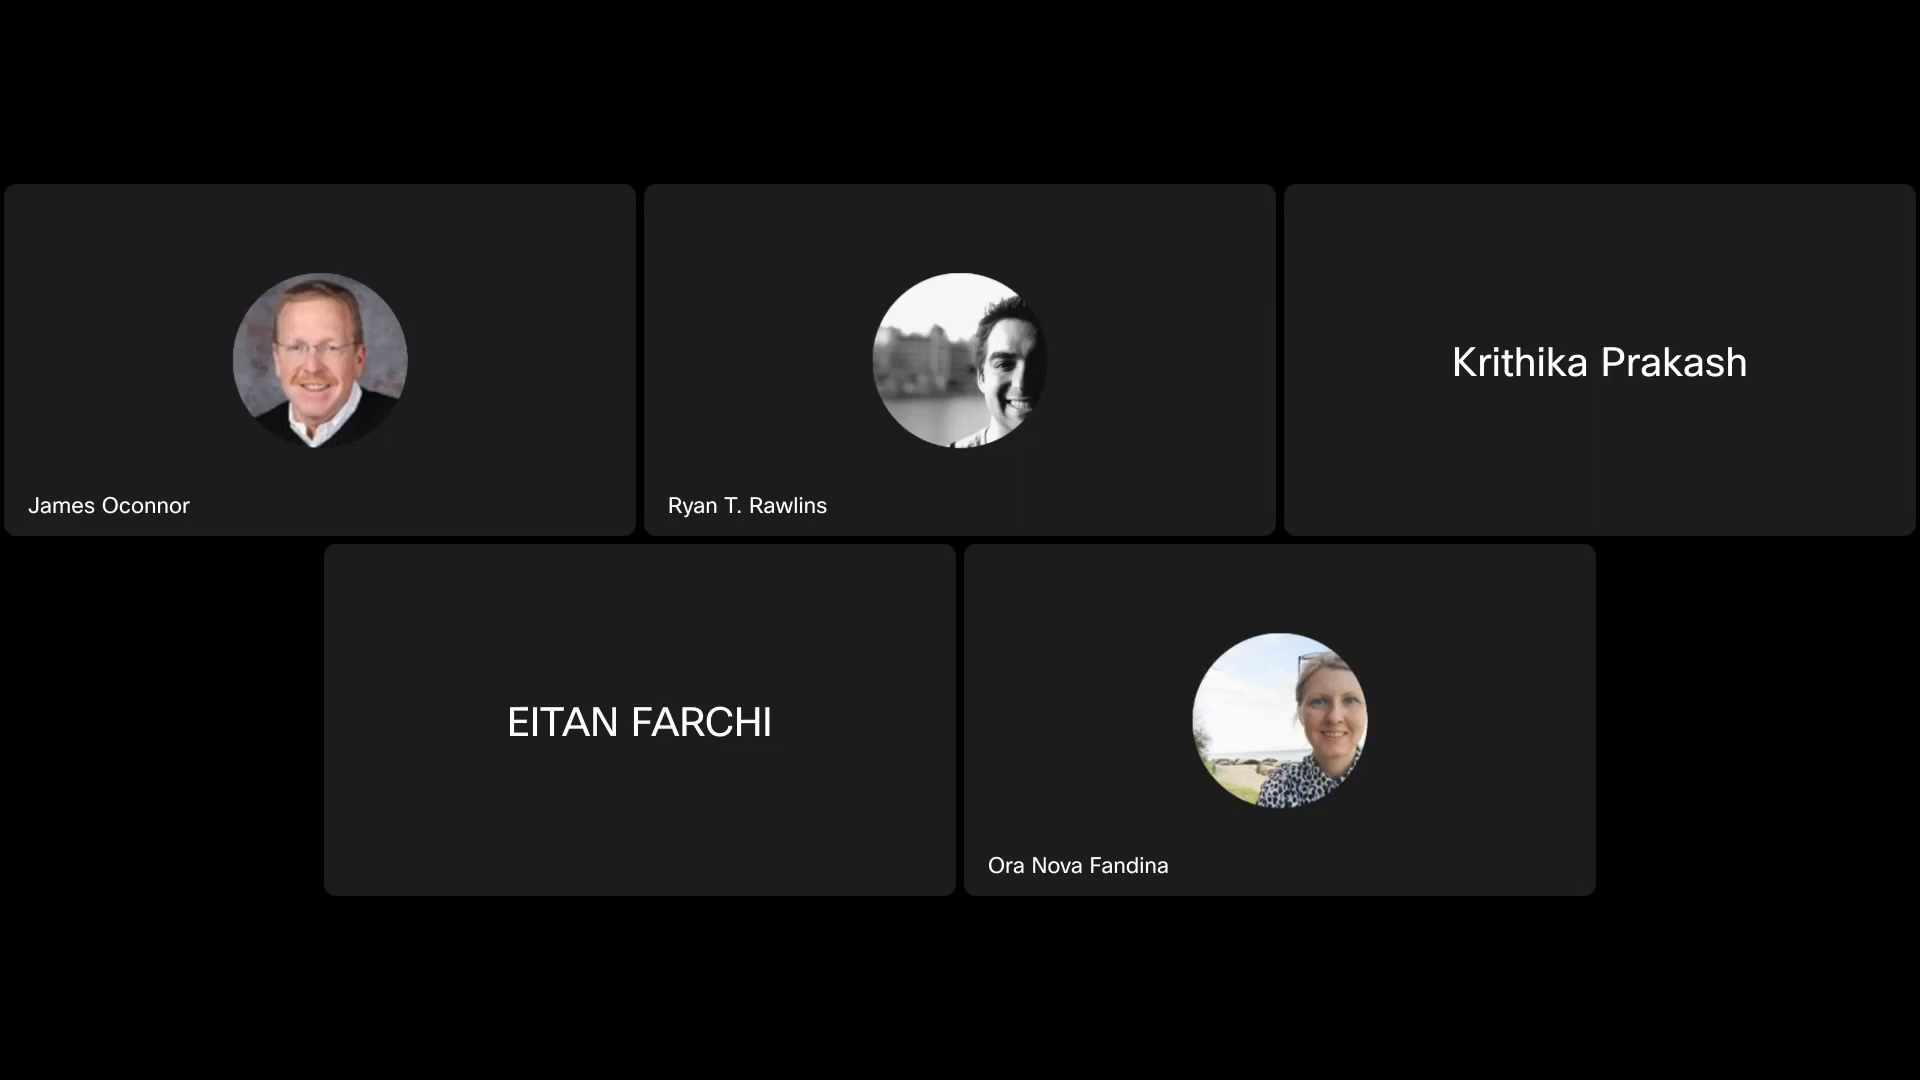 James Oconnor
Ryan T. Rawlins
Krithika Prakash
EITAN FARCHI
Ora Nova Fandina